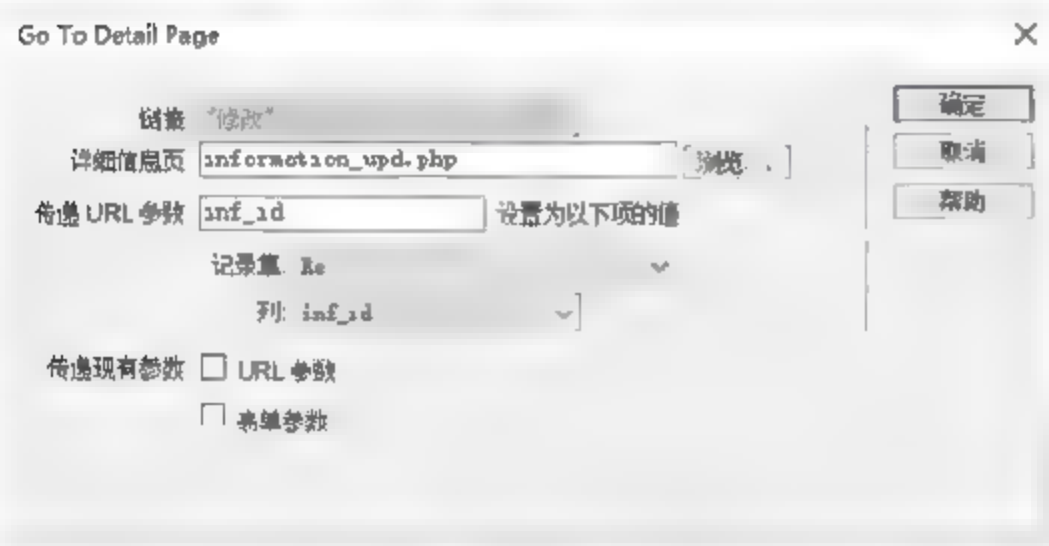 Go To Detail Page
链接 "修改"
详细信息页 information_upd.php 浏览...
传递 URL 参数 inf_id 设置为以下项的值
记录集: Rs
列: inf_id
传递现有参数 URL 参数
表单参数
确定
取消
帮助